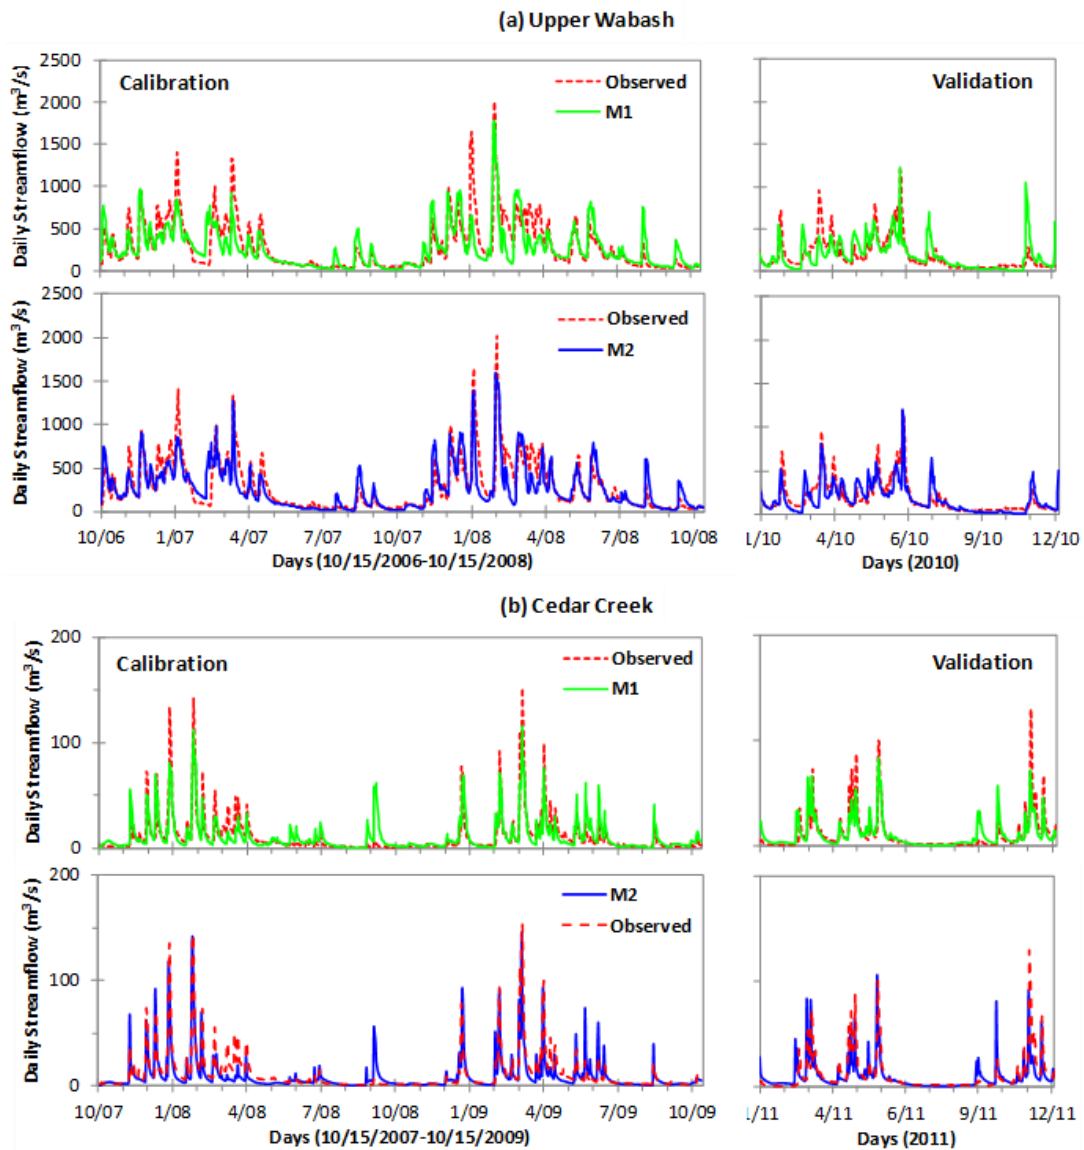 (a) Upper Wabash
Daily Streamflow (m³/s)
2500
2000
1500
1000
500
0
Calibration
Observed
M1
Validation
Daily Streamflow (m³/s)
2500
2000
1500
1000
500
0
Observed
M2
10/06 1/07 4/07 7/07 10/07 1/08 4/08 7/08 10/08
Days (10/15/2006-10/15/2008)
1/10 4/10 6/10 9/10 12/10
Days (2010)
(b) Cedar Creek
Daily Streamflow (m³/s)
200
100
0
Calibration
Observed
M1
Validation
Daily Streamflow (m³/s)
200
100
0
M2
Observed
10/07 1/08 4/08 7/08 10/08 1/09 4/09 7/09 10/09
Days (10/15/2007-10/15/2009)
/11 4/11 6/11 9/11 12/11
Days (2011)